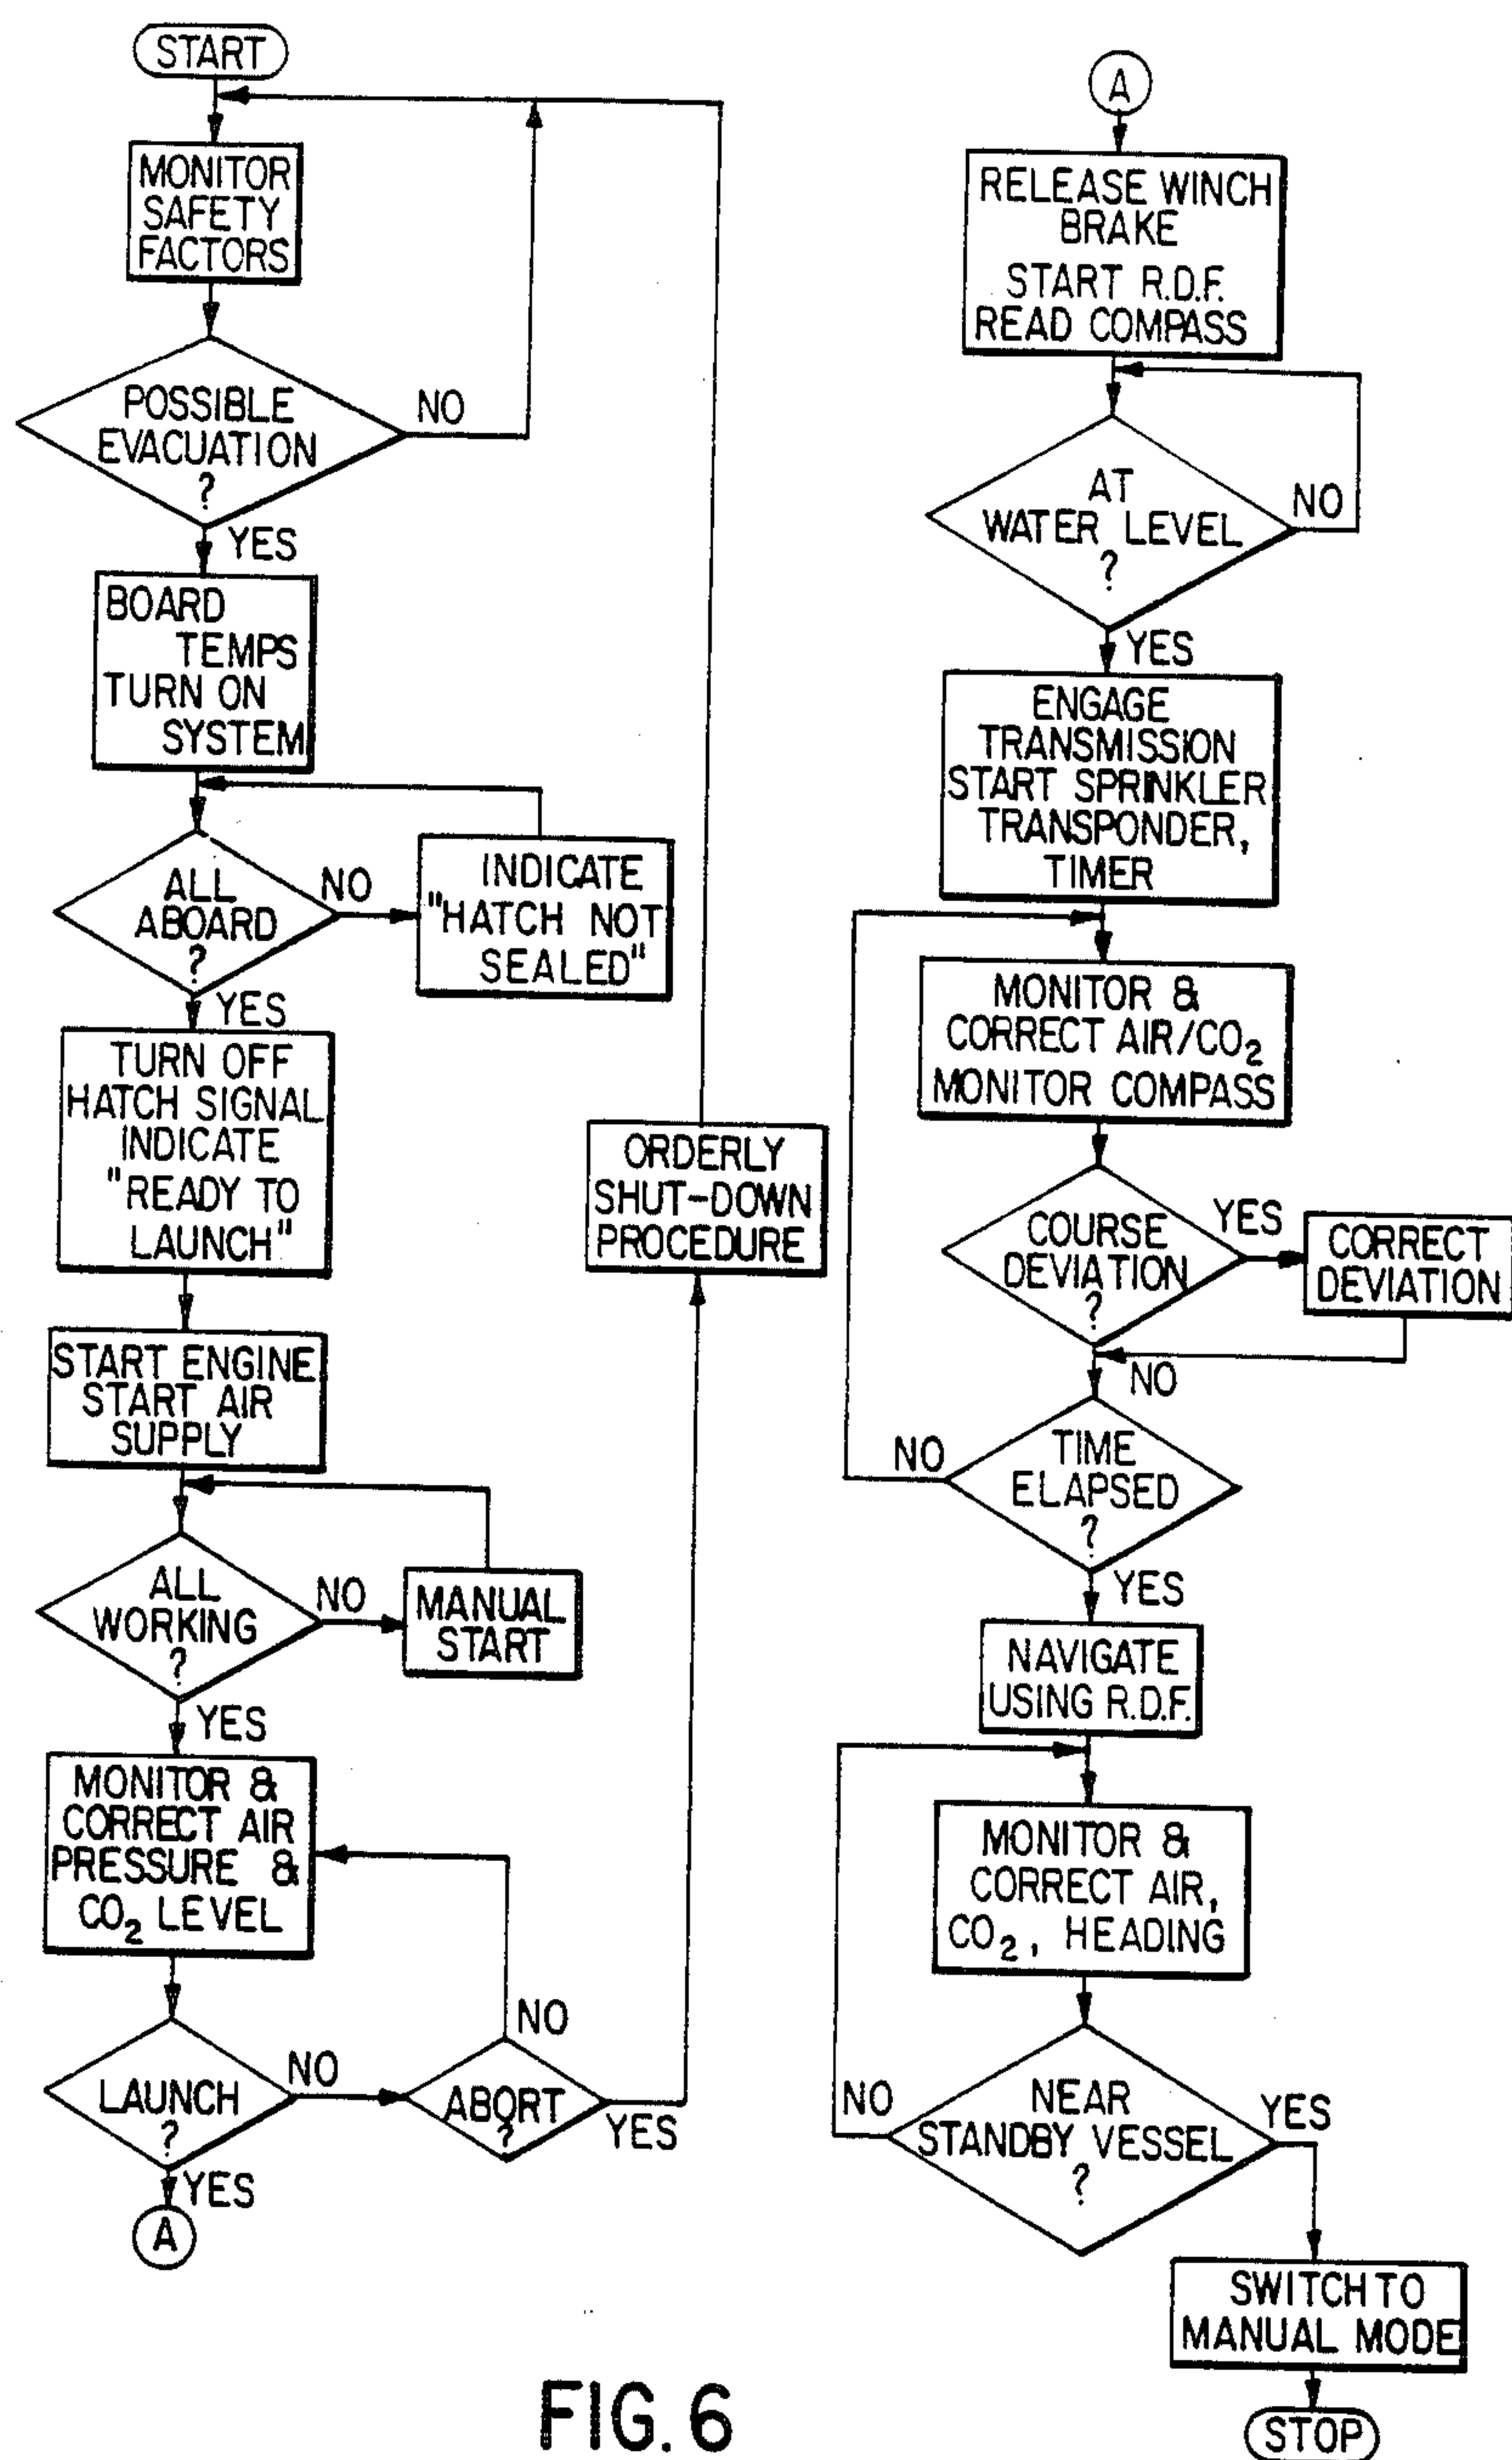 START
MONITOR
SAFETY
FACTORS
POSSIBLE
EVACUATION
?
NO
YES
BOARD
TEMPS
TURN ON
SYSTEM
ALL
ABOARD
?
NO
INDICATE
"HATCH NOT
SEALED"
YES
TURN OFF
HATCH SIGNAL
INDICATE
"READY TO
LAUNCH"
START ENGINE
START AIR
SUPPLY
ALL
WORKING
?
NO
MANUAL
START
YES
MONITOR &
CORRECT AIR
PRESSURE &
CO₂ LEVEL
LAUNCH
?
NO
ABORT
?
NO
YES
ORDERLY
SHUT-DOWN
PROCEDURE
YES
A
A
RELEASE WINCH
BRAKE
START R.D.F.
READ COMPASS
AT
WATER LEVEL
?
NO
YES
ENGAGE
TRANSMISSION
START SPRINKLER
TRANSPONDER,
TIMER
MONITOR &
CORRECT AIR/CO₂
MONITOR COMPASS
COURSE
DEVIATION
?
YES
CORRECT
DEVIATION
NO
TIME
ELAPSED
?
NO
YES
NAVIGATE
USING R.D.F.
MONITOR &
CORRECT AIR,
CO₂, HEADING
NEAR
STANDBY VESSEL
?
NO
YES
SWITCH TO
MANUAL MODE
STOP
FIG. 6